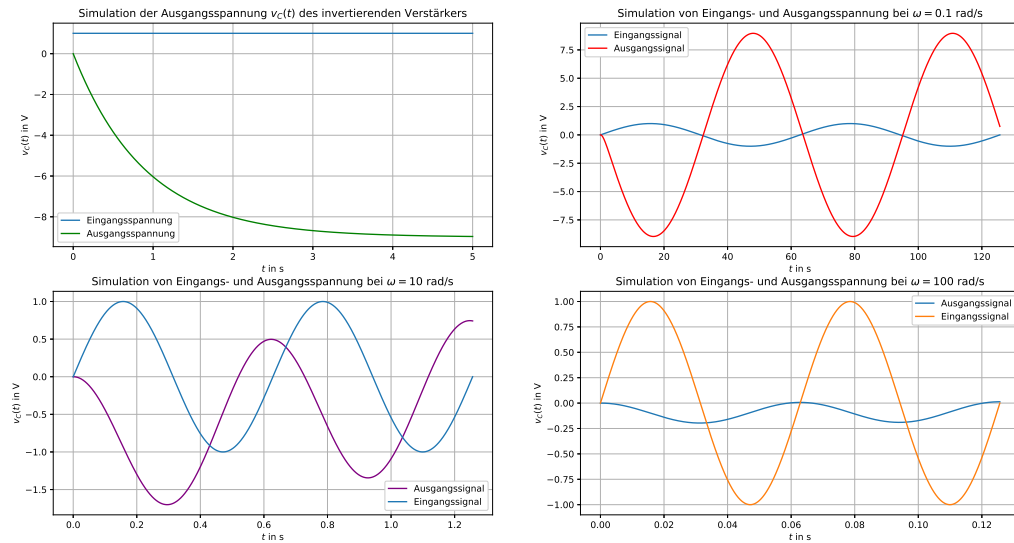 Simulation der Ausgangsspannung v_C(t) des invertierenden Verstärkers
v_C(t) in V
0
−2
−4
−6
−8
Eingangsspannung
Ausgangsspannung
0 1 2 3 4 5
t in s
Simulation von Eingangs- und Ausgangsspannung bei ω = 0.1 rad/s
v_C(t) in V
Eingangssignal
Ausgangssignal
7.5
5.0
2.5
0.0
−2.5
−5.0
−7.5
0 20 40 60 80 100 120
t in s
Simulation von Eingangs- und Ausgangsspannung bei ω = 10 rad/s
v_C(t) in V
1.0
0.5
0.0
−0.5
−1.0
−1.5
Ausgangssignal
Eingangssignal
0.0 0.2 0.4 0.6 0.8 1.0 1.2
t in s
Simulation von Eingangs- und Ausgangsspannung bei ω = 100 rad/s
v_C(t) in V
Ausgangssignal
Eingangssignal
1.00
0.75
0.50
0.25
0.00
−0.25
−0.50
−0.75
−1.00
0.00 0.02 0.04 0.06 0.08 0.10 0.12
t in s